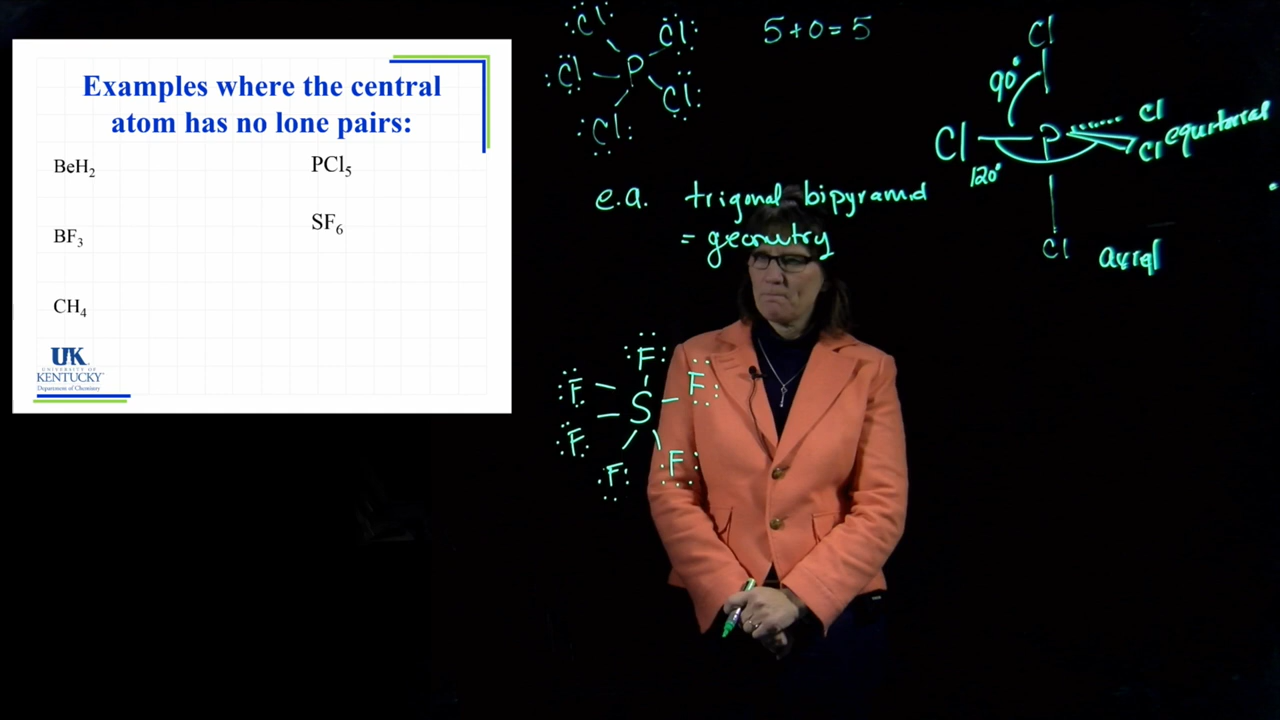 Examples where the central
atom has no lone pairs:
BeH₂
PCl₅
BF₃
SF₆
CH₄
UK
UNIVERSITY OF
KENTUCKY
Department of Chemistry
:Cl
Cl:
:Cl
P
Cl:
:Cl:
5+0=5
e.a. trigonal bipyramid
= geometry
Cl
90°
Cl P Cl
Cl
equitorial
120°
Cl axial
:F:
:F
F:
S
:F
:F:
:F: